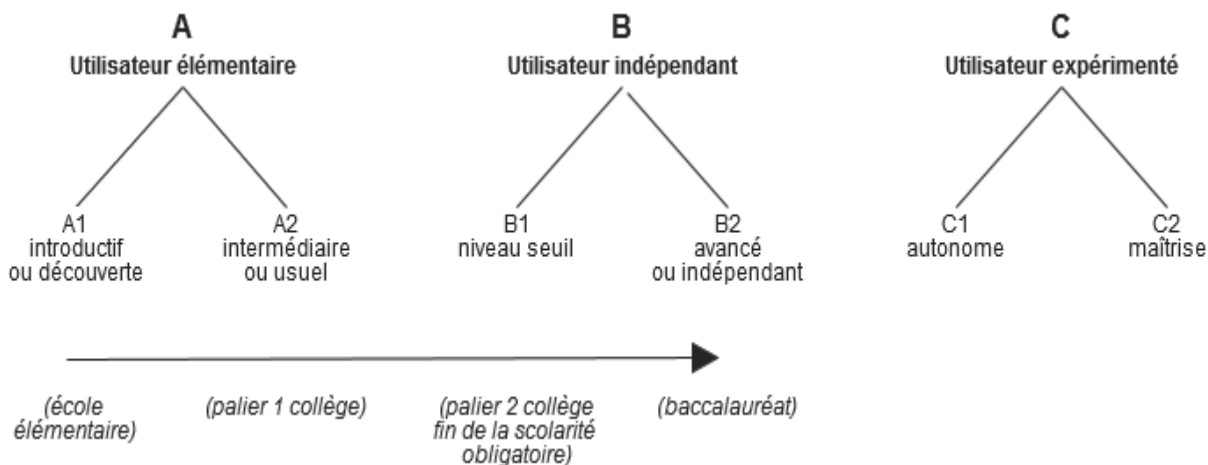 A
Utilisateur élémentaire
B
Utilisateur indépendant
C
Utilisateur expérimenté
A1
introductif
ou découverte
A2
intermédiaire
ou usuel
B1
niveau seuil
B2
avancé
ou indépendant
C1
autonome
C2
maîtrise
(école
élémentaire)
(palier 1 collège)
(palier 2 collège
fin de la scolarité
obligatoire)
(baccalauréat)